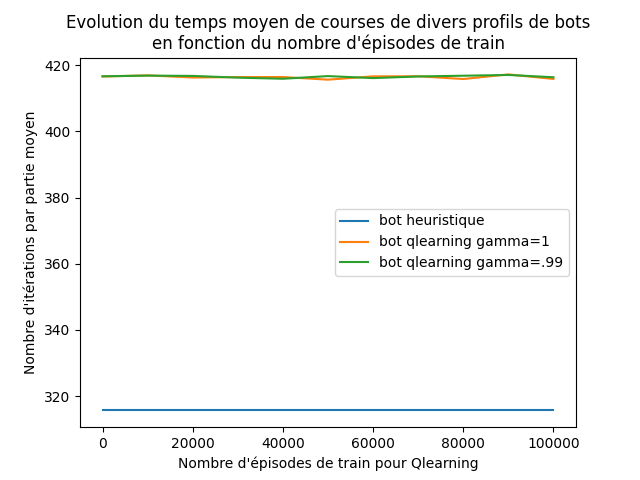 Evolution du temps moyen de courses de divers profils de bots
en fonction du nombre d'épisodes de train
Nombre d'itérations par partie moyen
420
400
380
360
340
320
bot heuristique
bot qlearning gamma=1
bot qlearning gamma=.99
0
20000
40000
60000
80000
100000
Nombre d'épisodes de train pour Qlearning